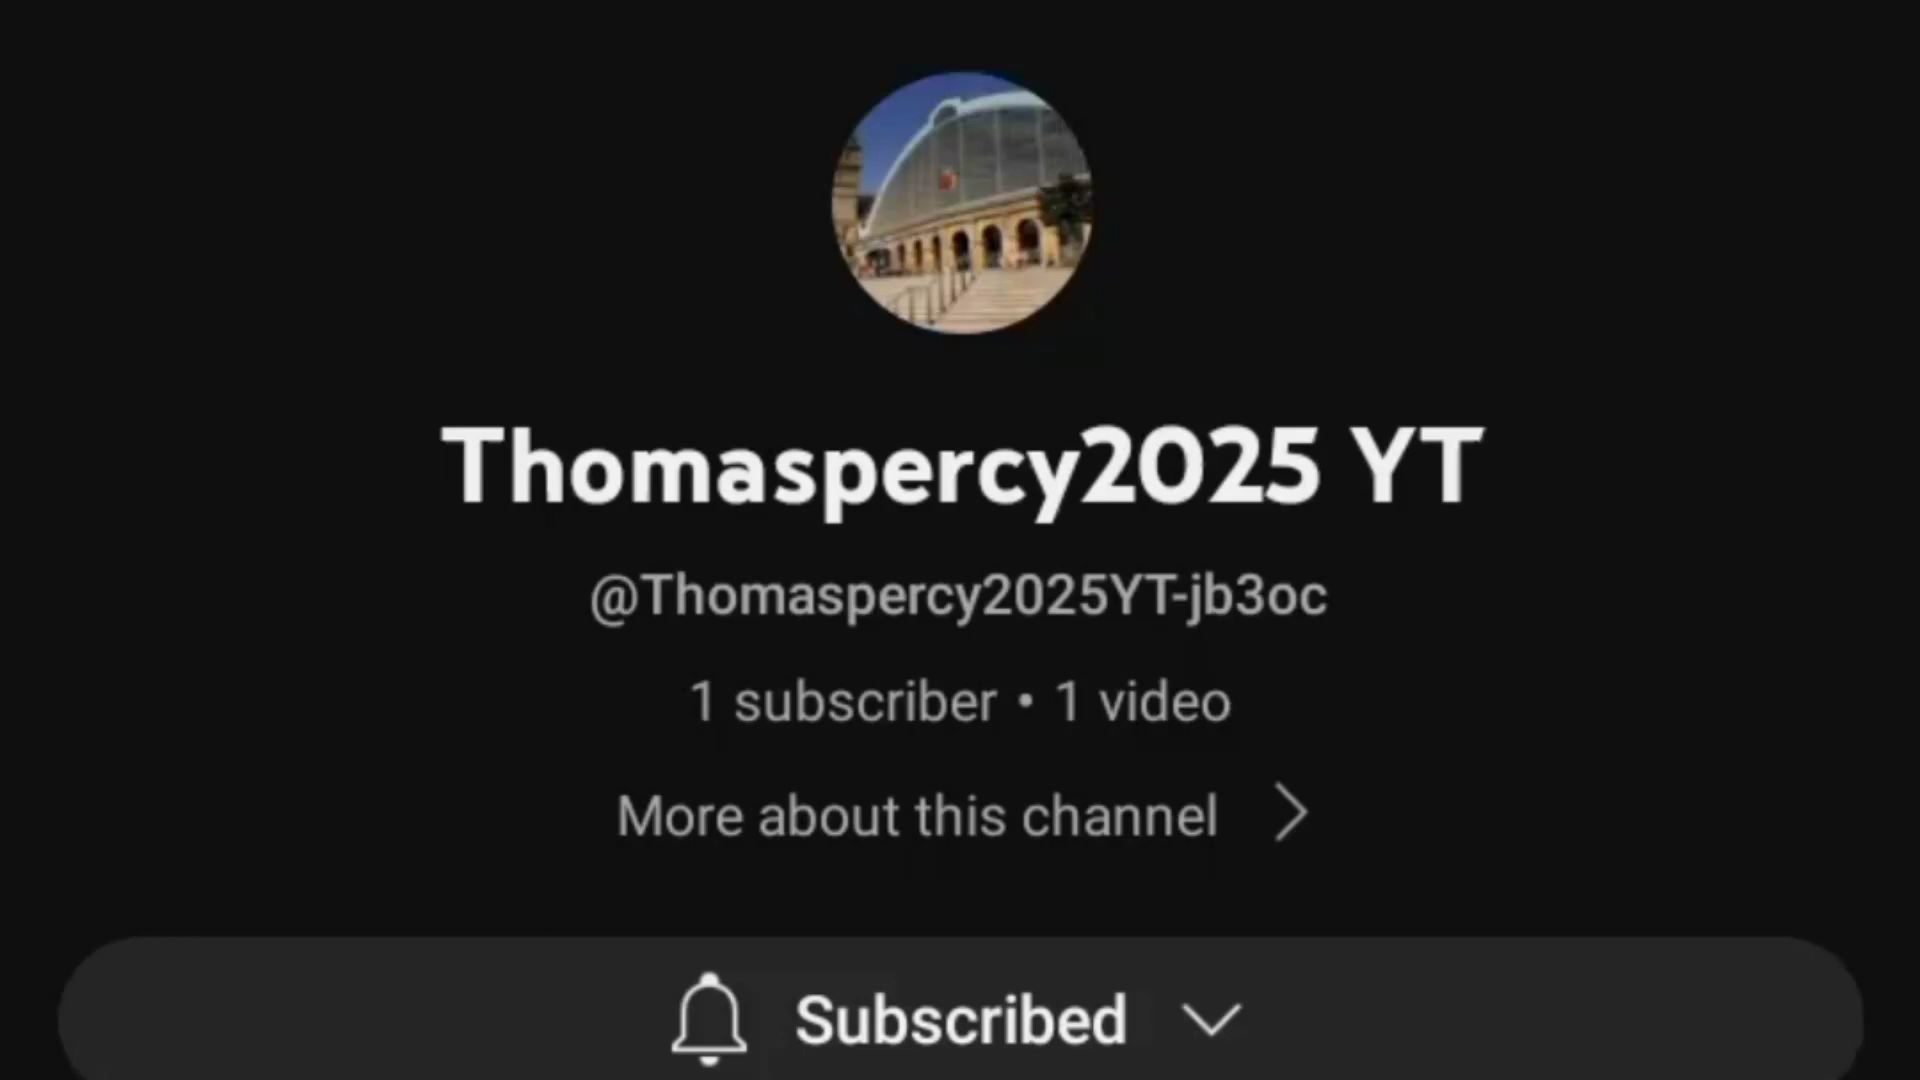 Thomaspercy2025 YT
@Thomaspercy2025YT-jb3oc
1 subscriber • 1 video
More about this channel
Subscribed